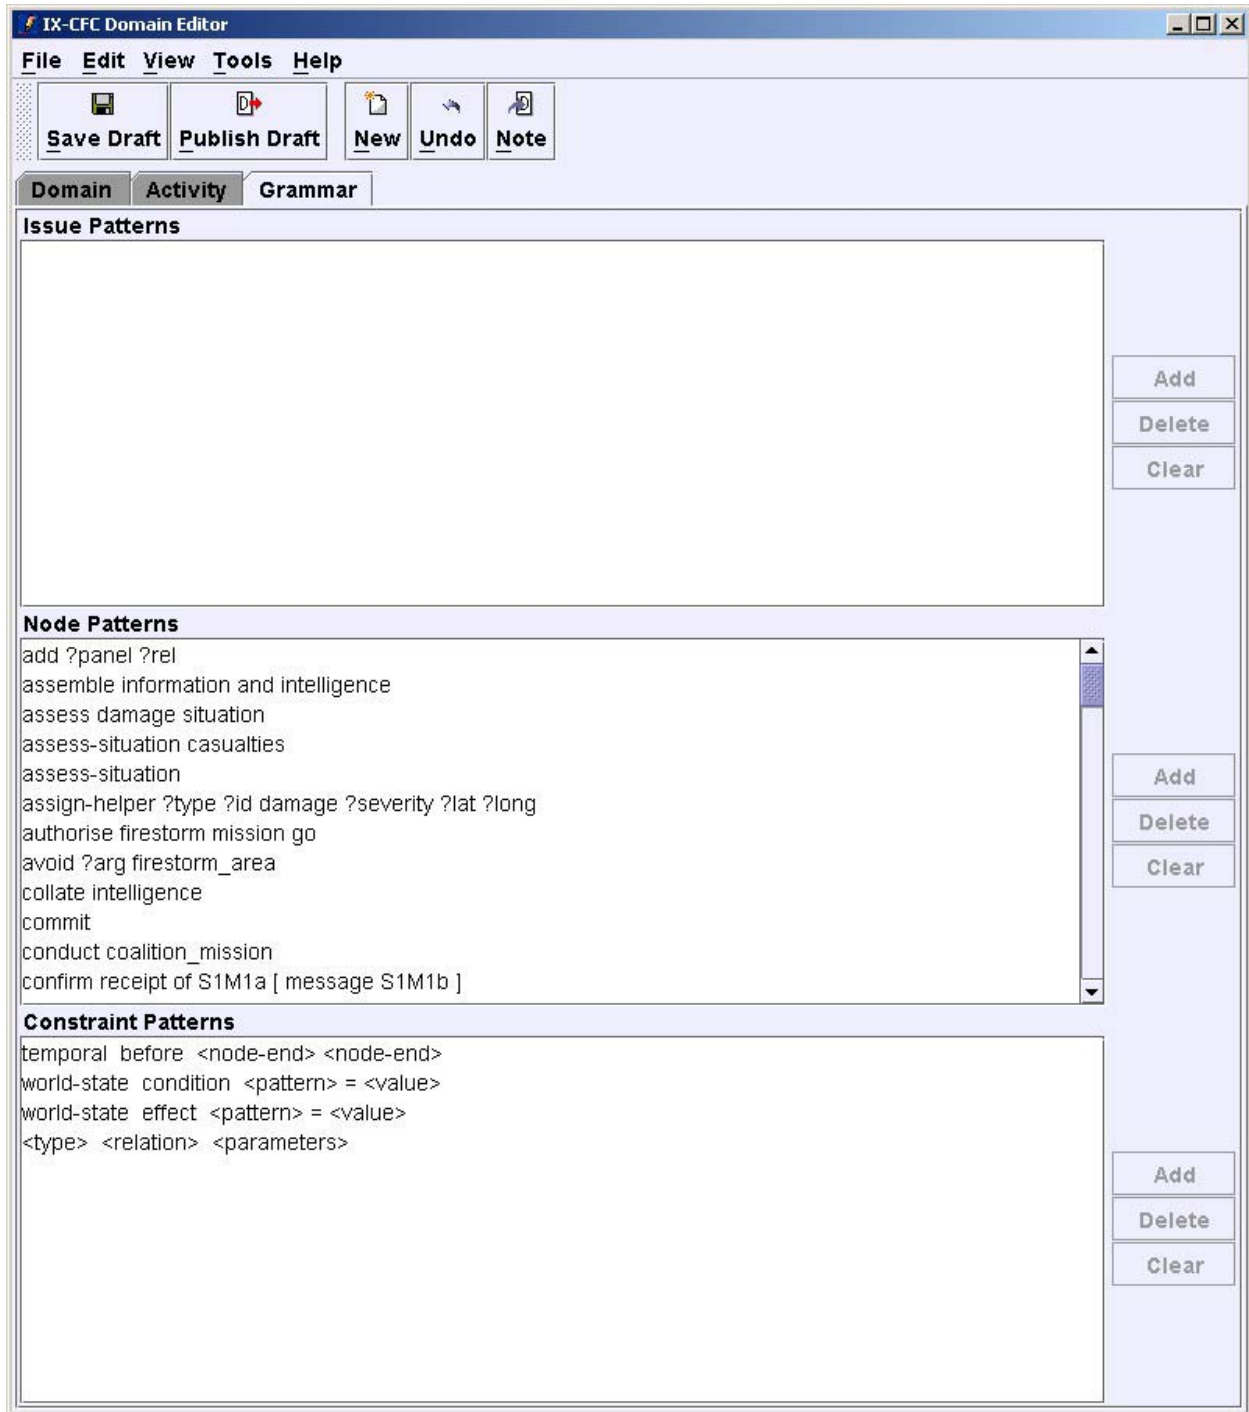 IX-CFC Domain Editor
File Edit View Tools Help
Save Draft Publish Draft New Undo Note
Domain Activity Grammar
Issue Patterns
Add
Delete
Clear
Node Patterns
add ?panel ?rel
assemble information and intelligence
assess damage situation
assess-situation casualties
assess-situation
assign-helper ?type ?id damage ?severity ?lat ?long
authorise firestorm mission go
avoid ?arg firestorm_area
collate intelligence
commit
conduct coalition_mission
confirm receipt of S1M1a [ message S1M1b ]
Add
Delete
Clear
Constraint Patterns
temporal before <node-end> <node-end>
world-state condition <pattern> = <value>
world-state effect <pattern> = <value>
<type> <relation> <parameters>
Add
Delete
Clear